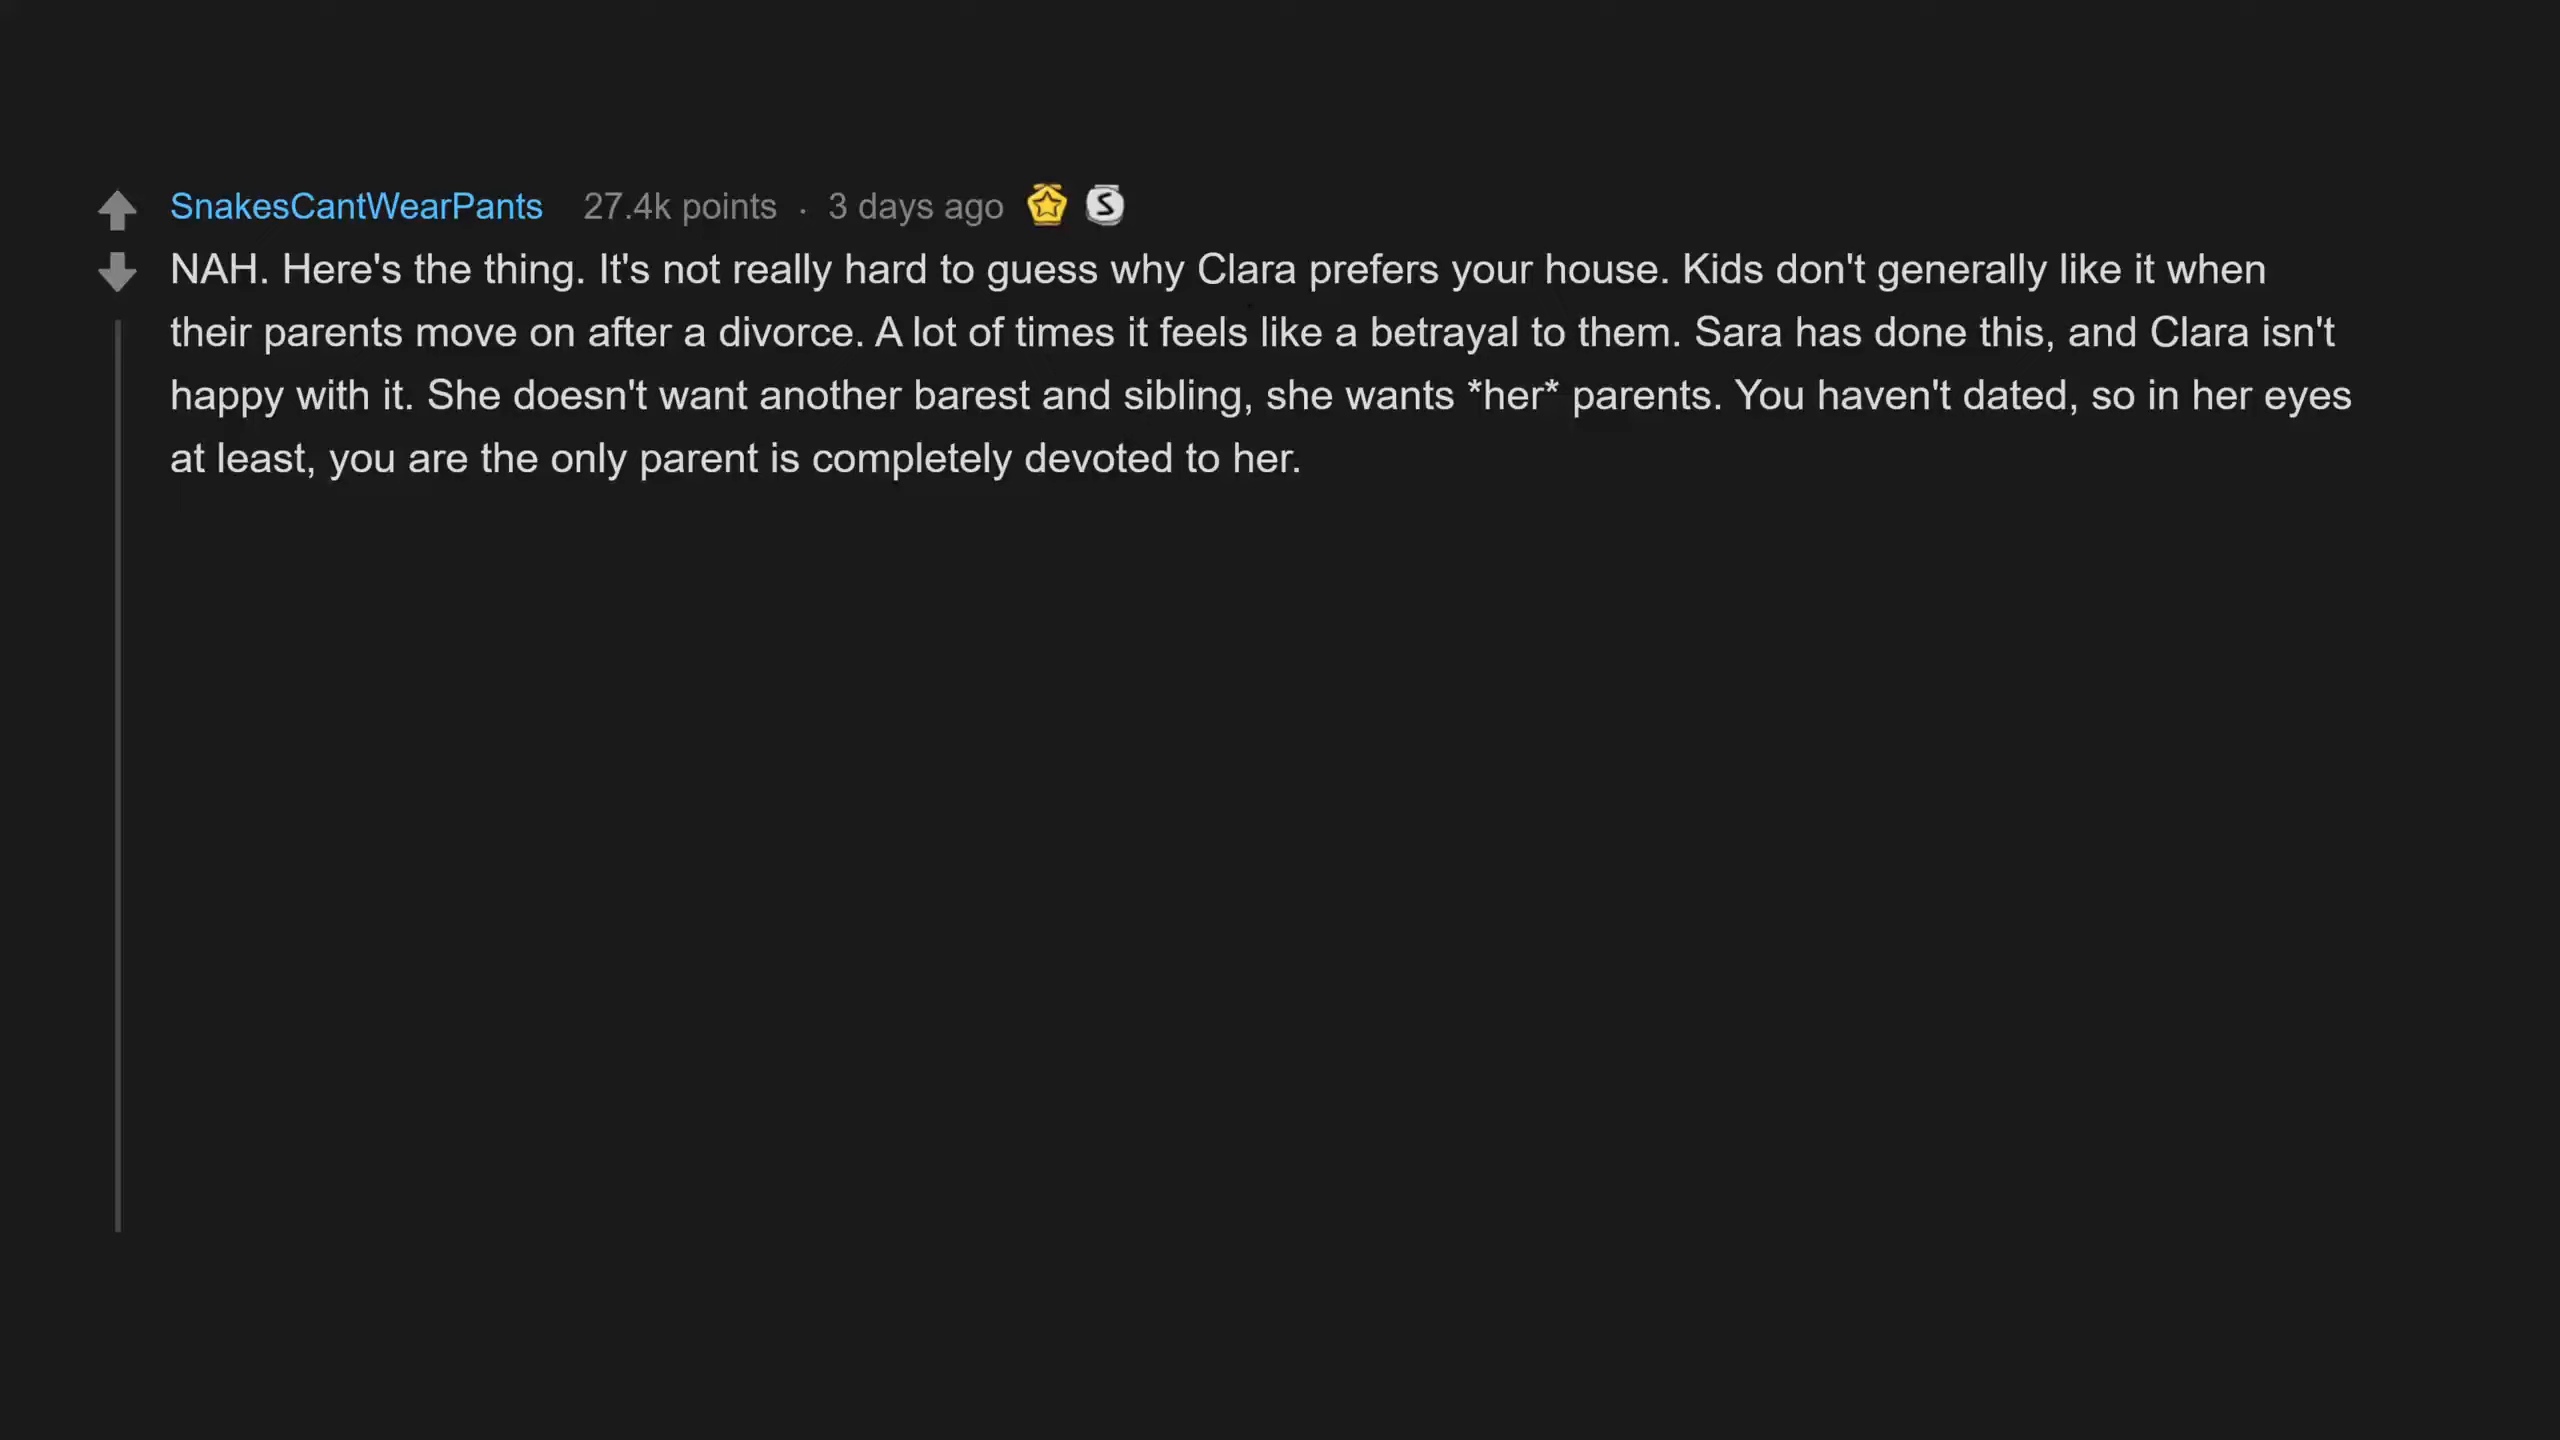 SnakesCantWearPants 27.4k points · 3 days ago S
NAH. Here's the thing. It's not really hard to guess why Clara prefers your house. Kids don't generally like it when
their parents move on after a divorce. A lot of times it feels like a betrayal to them. Sara has done this, and Clara isn't
happy with it. She doesn't want another barest and sibling, she wants *her* parents. You haven't dated, so in her eyes
at least, you are the only parent is completely devoted to her.